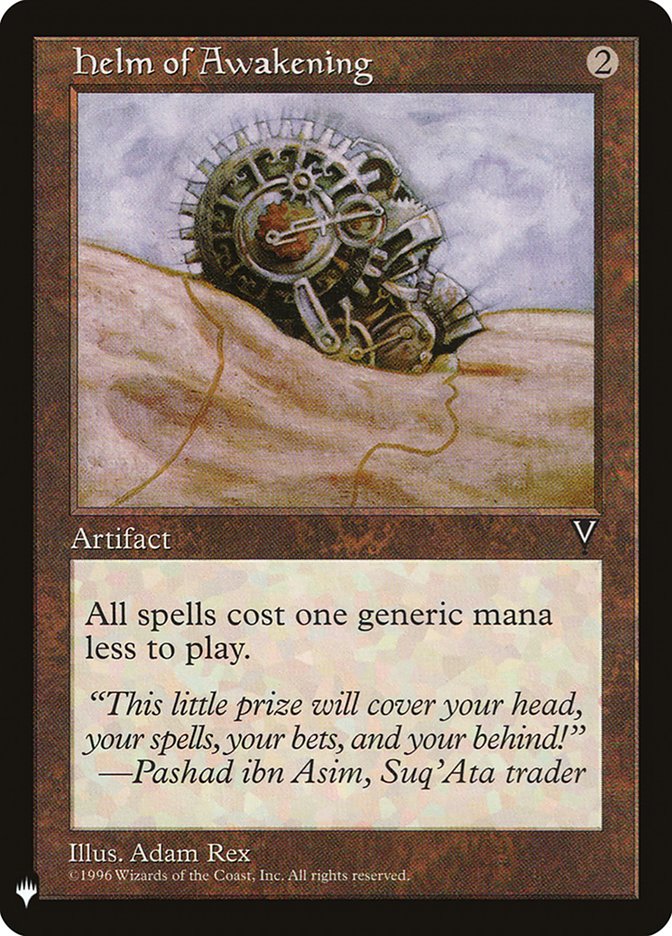 Helm of Awakening
2
Artifact
V
All spells cost one generic mana
less to play.
“This little prize will cover your head,
your spells, your bets, and your behind!”
—Pashad ibn Asim, Suq’Ata trader
Illus. Adam Rex
©1996 Wizards of the Coast, Inc. All rights reserved.